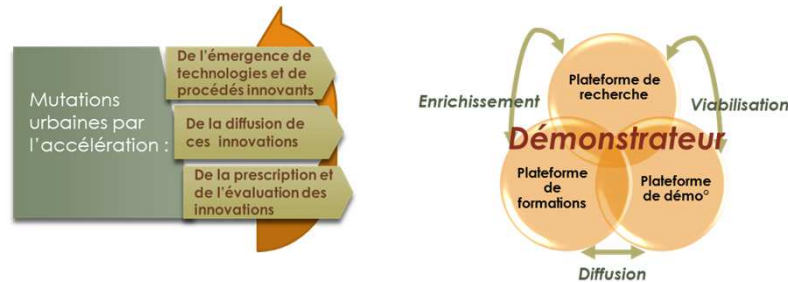 De l'émergence de
technologies et de
procédés innovants
Mutations
urbaines par
l'accélération :
De la diffusion de
ces innovations
De la prescription et
de l'évaluation des
innovations
Plateforme de
recherche
Enrichissement
Viabilisation
Démonstrateur
Plateforme
de
formations
Plateforme
de démo°
Diffusion